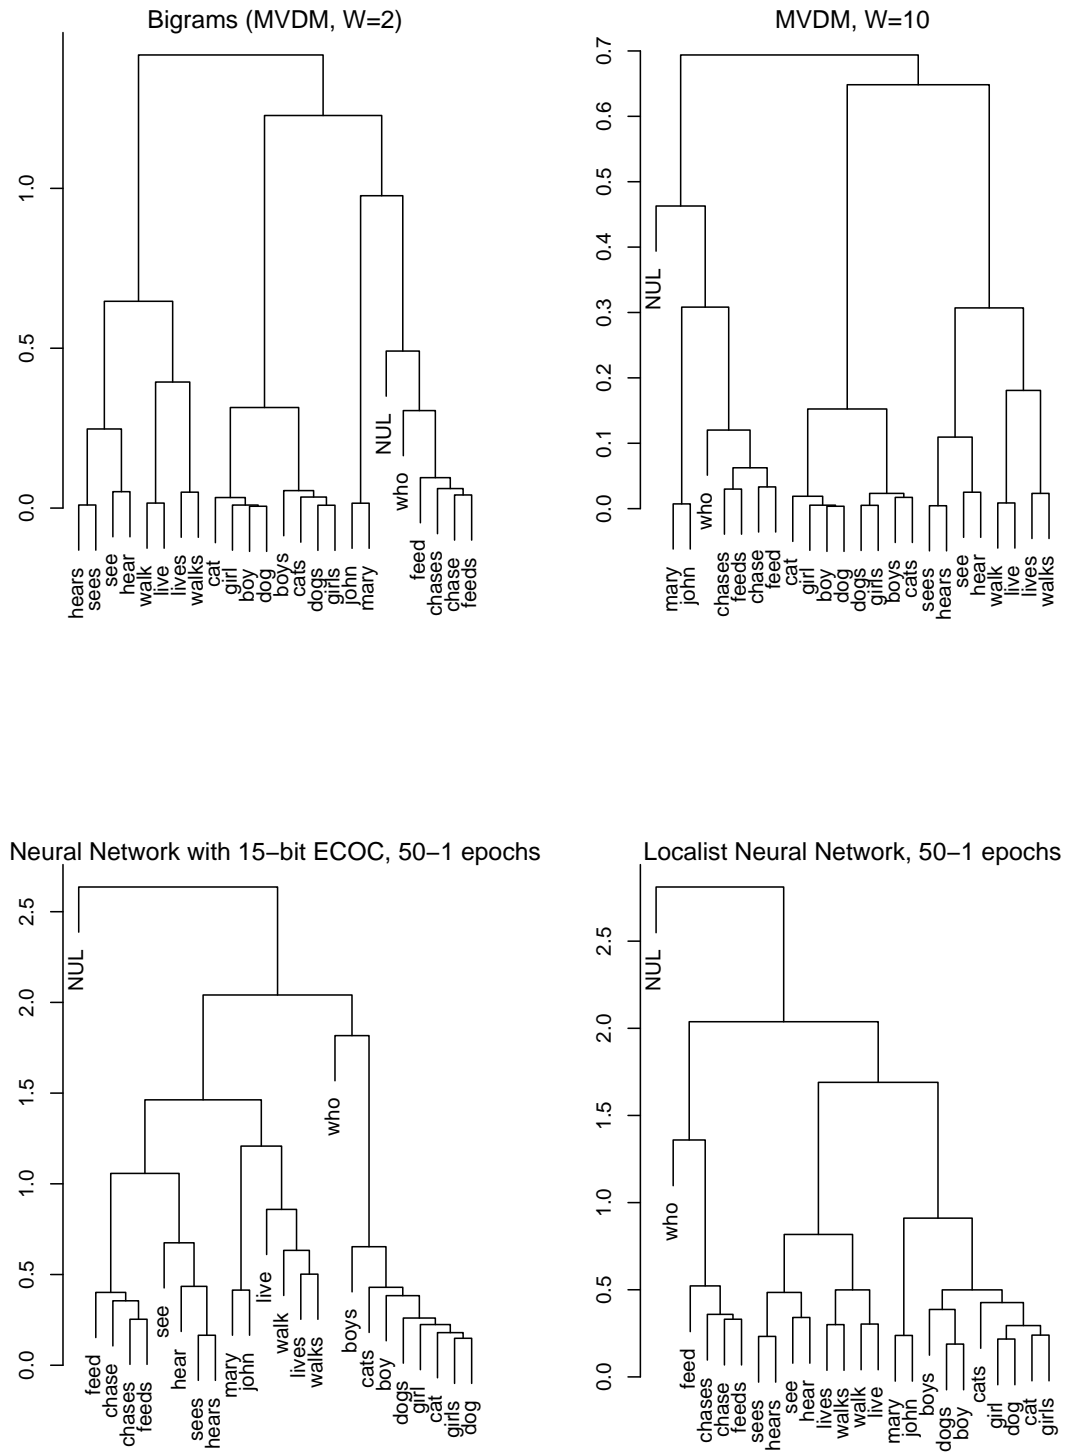 Bigrams (MVDM, W=2)
0.0
0.5
1.0
hears
sees
see
hear
walk
live
lives
walks
cat
girl
boy
dog
boys
cats
dogs
girls
john
mary
NUL
who
feed
chases
chase
feeds
MVDM, W=10
0.0
0.1
0.2
0.3
0.4
0.5
0.6
0.7
NUL
mary
john
who
chases
feeds
chase
feed
cat
girl
boy
dog
dogs
girls
boys
cats
sees
hears
see
hear
walk
live
lives
walks
Neural Network with 15−bit ECOC, 50−1 epochs
0.0
0.5
1.0
1.5
2.0
2.5
NUL
feed
chase
chases
feeds
see
hear
sees
hears
mary
john
live
walk
lives
walks
who
boys
cats
boy
dogs
girl
cat
girls
dog
Localist Neural Network, 50−1 epochs
0.0
0.5
1.0
1.5
2.0
2.5
NUL
who
feed
chases
chase
feeds
sees
hears
see
hear
lives
walks
walk
live
mary
john
boys
dogs
boy
cats
girl
dog
cat
girls